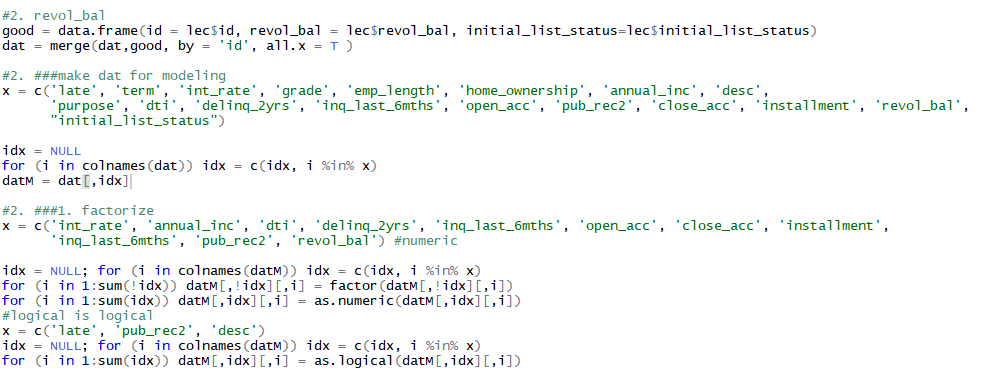 #2. revol_bal
good = data.frame(id = lec$id, revol_bal = lec$revol_bal, initial_list_status=lec$initial_list_status)
dat = merge(dat,good, by = 'id', all.x = T )
#2. ###make dat for modeling
x = c('late', 'term', 'int_rate', 'grade', 'emp_length', 'home_ownership', 'annual_inc', 'desc',
'purpose', 'dti', 'delinq_2yrs', 'inq_last_6mths', 'open_acc', 'pub_rec2', 'close_acc', 'installment', 'revol_bal',
"initial_list_status")
idx = NULL
for (i in colnames(dat)) idx = c(idx, i %in% x)
datM = dat[,idx]
#2. ###1. factorize
x = c('int_rate', 'annual_inc', 'dti', 'delinq_2yrs', 'inq_last_6mths', 'open_acc', 'close_acc', 'installment',
'inq_last_6mths', 'pub_rec2', 'revol_bal') #numeric
idx = NULL; for (i in colnames(datM)) idx = c(idx, i %in% x)
for (i in 1:sum(!idx)) datM[,!idx][,i] = factor(datM[,!idx][,i])
for (i in 1:sum(idx)) datM[,idx][,i] = as.numeric(datM[,idx][,i])
#logical is logical
x = c('late', 'pub_rec2', 'desc')
idx = NULL; for (i in colnames(datM)) idx = c(idx, i %in% x)
for (i in 1:sum(idx)) datM[,idx][,i] = as.logical(datM[,idx][,i])